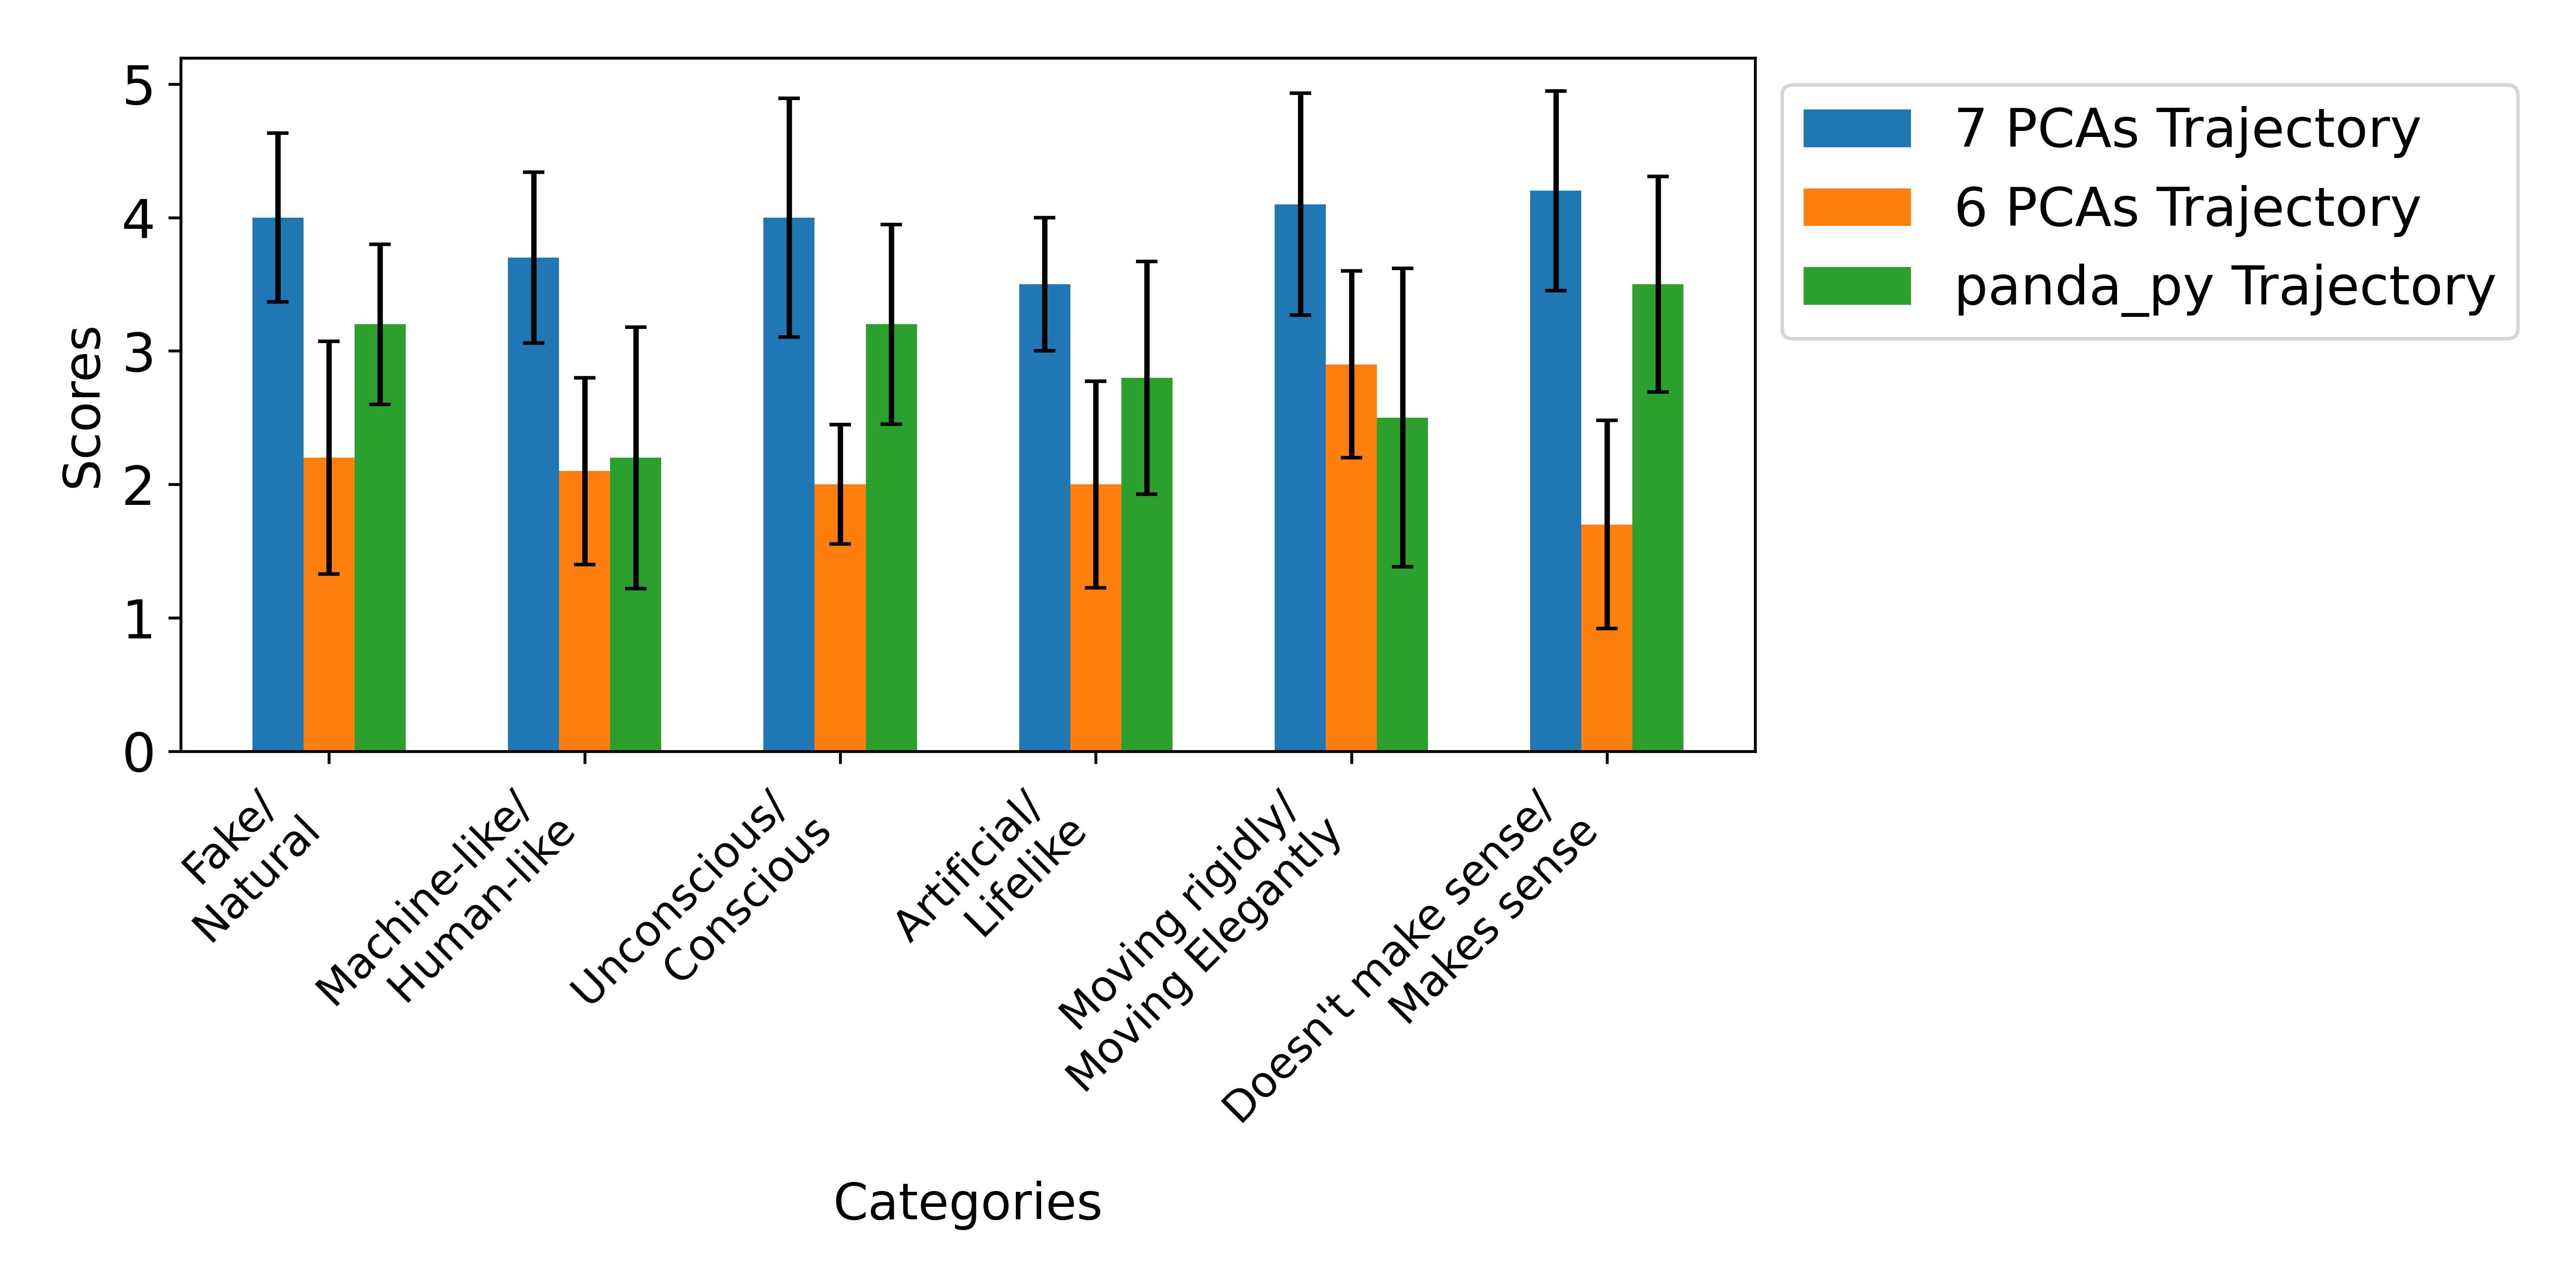 5
4
3
2
1
0
Scores
7 PCAs Trajectory
6 PCAs Trajectory
panda_py Trajectory
Fake/
Natural
Machine-like/
Human-like
Unconscious/
Conscious
Artificial/
Lifelike
Moving rigidly/
Moving Elegantly
Doesn't make sense/
Makes sense
Categories